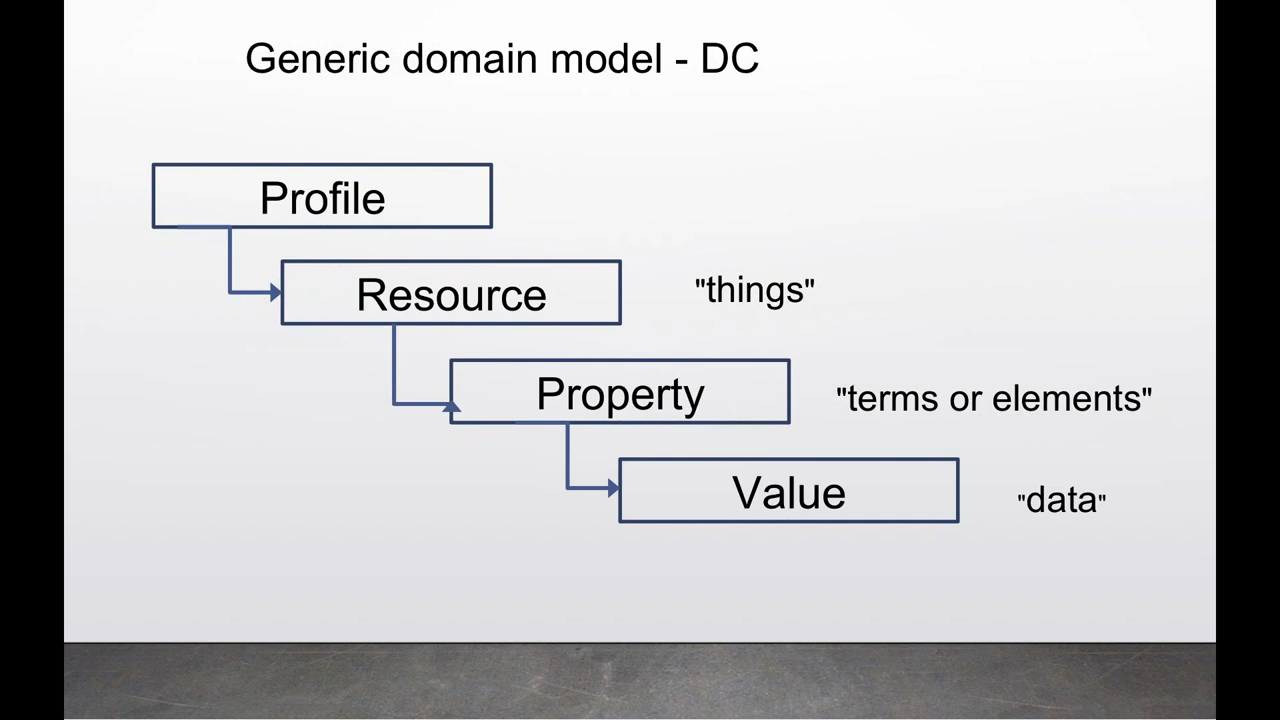 Generic domain model - DC
Profile
Resource
"things"
Property
"terms or elements"
Value
"data"